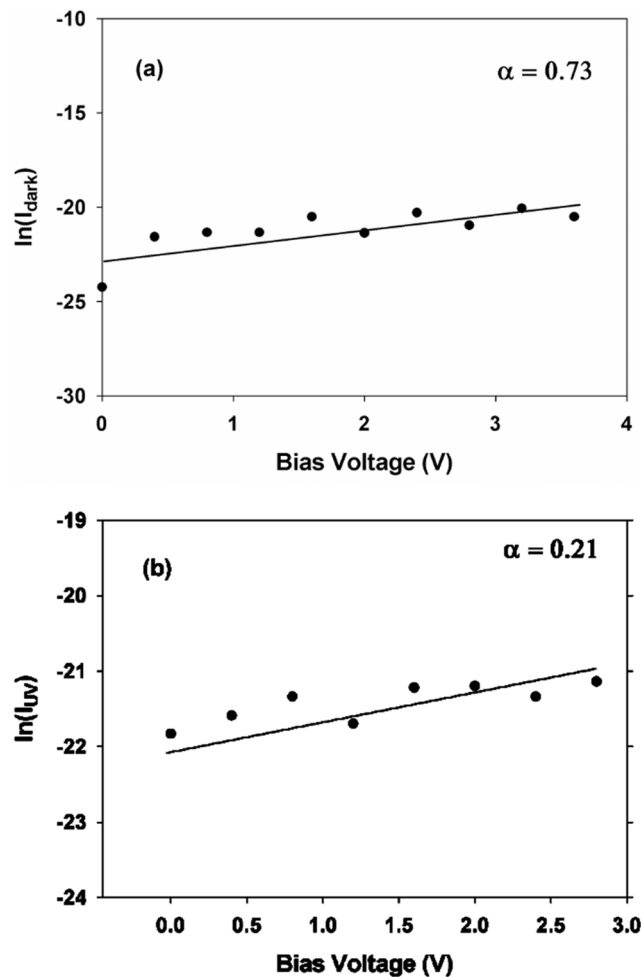 -10
(a)
α = 0.73
-15
ln(I_dark)
-20
-25
-30
0 1 2 3 4
Bias Voltage (V)
-19
α = 0.21
(b)
-20
-21
ln(I_UV)
-22
-23
-24
0.0 0.5 1.0 1.5 2.0 2.5 3.0
Bias Voltage (V)